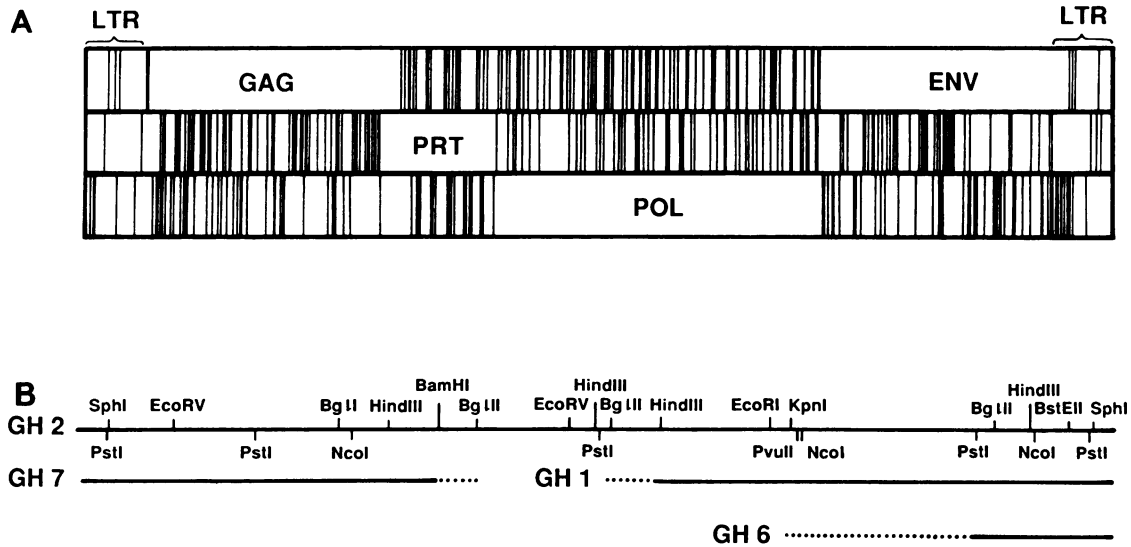 A
LTR
LTR
GAG
ENV
PRT
POL
B
BamHI
HindIII
HindIII
SphI EcoRV BglI HindIII BglII EcoRV BglII HindIII EcoRI KpnI BglII BstEII SphI
GH 2
PstI PstI NcoI PstI PvuII NcoI PstI NcoI PstI
GH 7
GH 1
GH 6